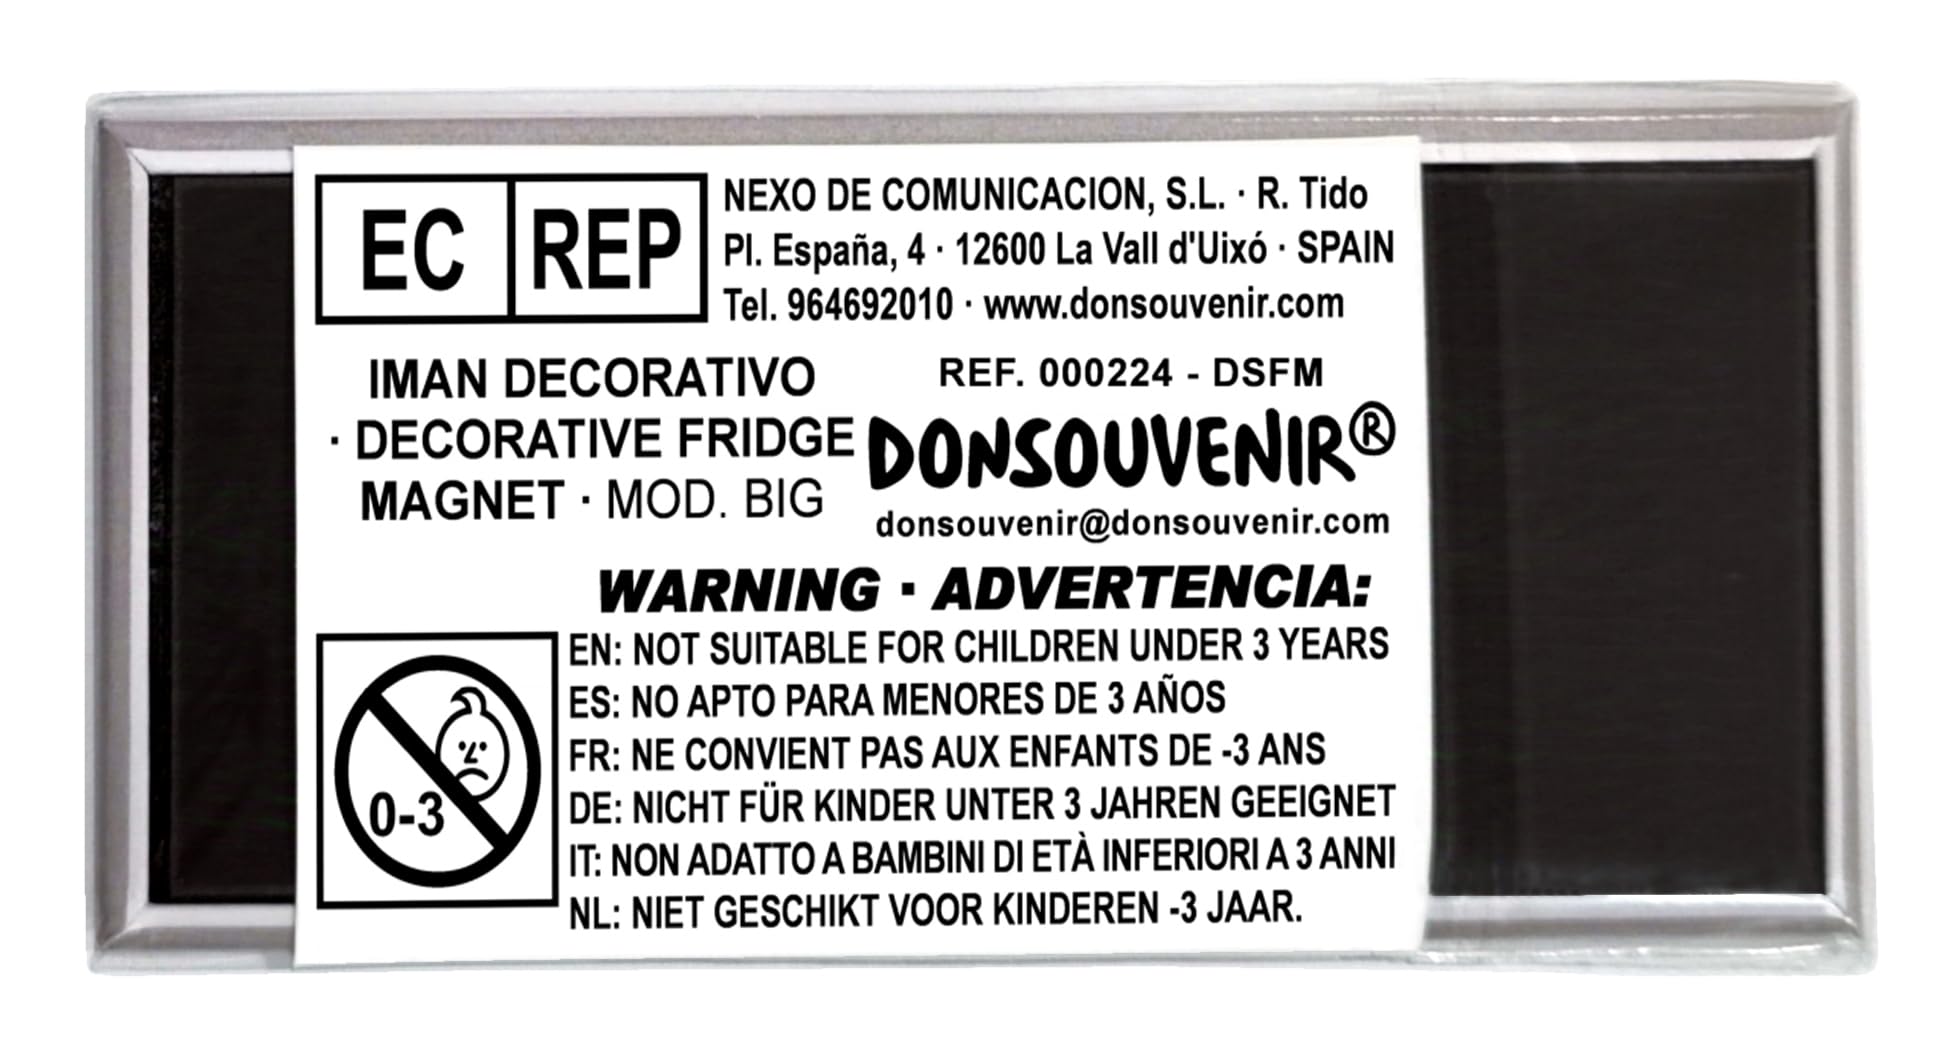 EC REP
NEXO DE COMUNICACION, S.L. · R. Tido
Pl. España, 4 · 12600 La Vall d'Uixó · SPAIN
Tel. 964692010 · www.donsouvenir.com
IMAN DECORATIVO
· DECORATIVE FRIDGE
MAGNET · MOD. BIG
REF. 000224 - DSFM
DONSOUVENIR®
donsouvenir@donsouvenir.com
WARNING · ADVERTENCIA:
0-3
EN: NOT SUITABLE FOR CHILDREN UNDER 3 YEARS
ES: NO APTO PARA MENORES DE 3 AÑOS
FR: NE CONVIENT PAS AUX ENFANTS DE -3 ANS
DE: NICHT FÜR KINDER UNTER 3 JAHREN GEEIGNET
IT: NON ADATTO A BAMBINI DI ETÀ INFERIORI A 3 ANNI
NL: NIET GESCHIKT VOOR KINDEREN -3 JAAR.